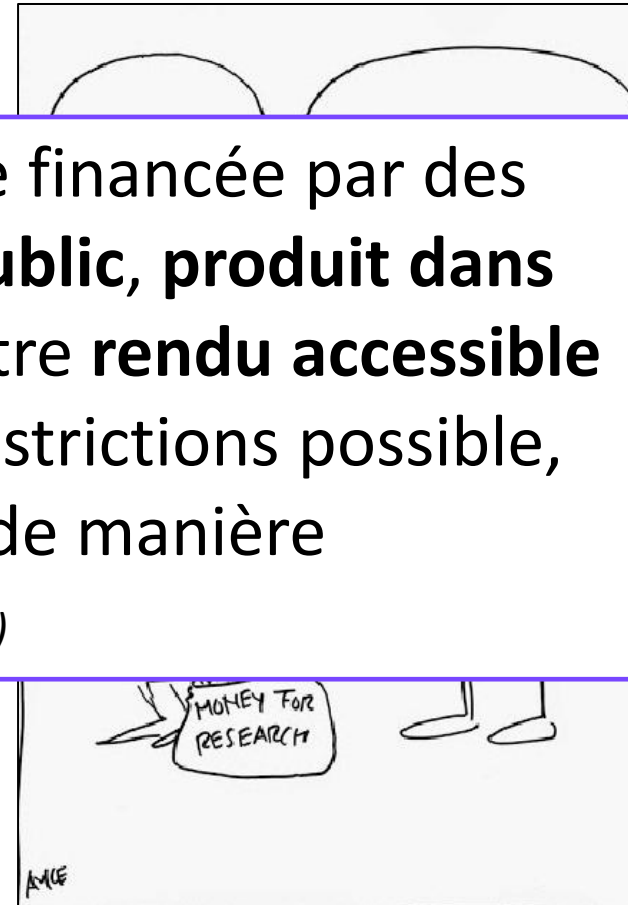 e financée par des
ublic, produit dans
tre rendu accessible
strictions possible,
de manière
)
MONEY FOR
RESEARCH